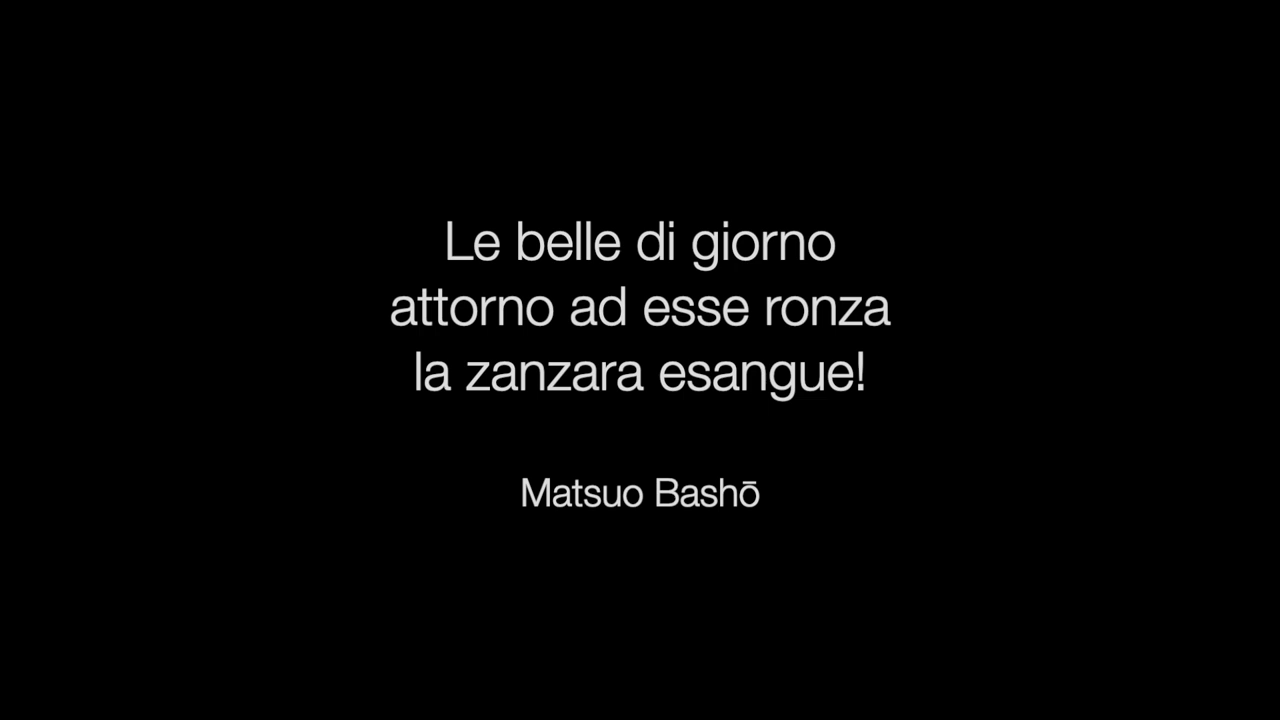 Le belle di giorno
attorno ad esse ronza
la zanzara esangue!
Matsuo Bashō